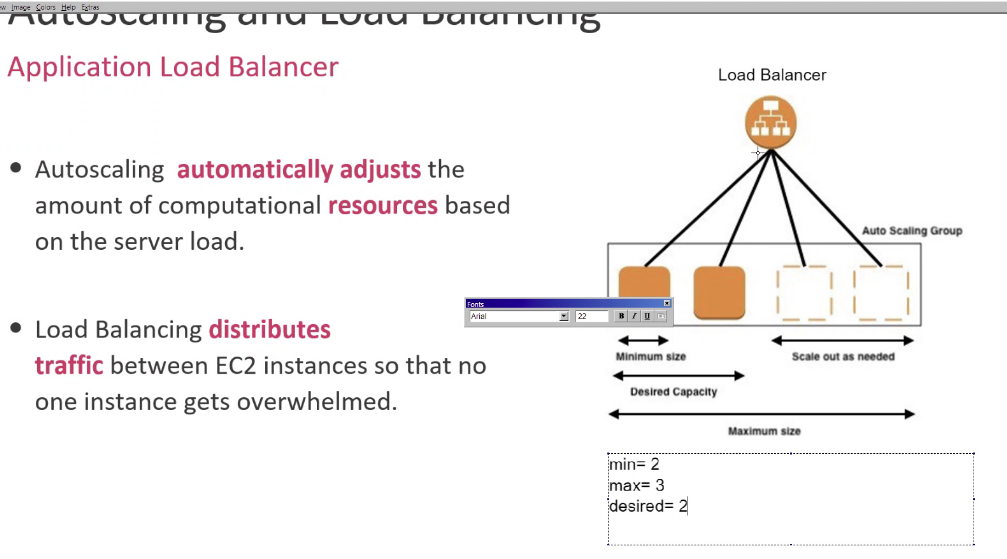 ew Image Colors Help Extras
Autoscaling and Load Balancing
Application Load Balancer
• Autoscaling automatically adjusts the
amount of computational resources based
on the server load.
• Load Balancing distributes
traffic between EC2 instances so that no
one instance gets overwhelmed.
Load Balancer
Auto Scaling Group
Fonts
Arial
22
B I U
Minimum size
Scale out as needed
Desired Capacity
Maximum size
min= 2
max= 3
desired= 2